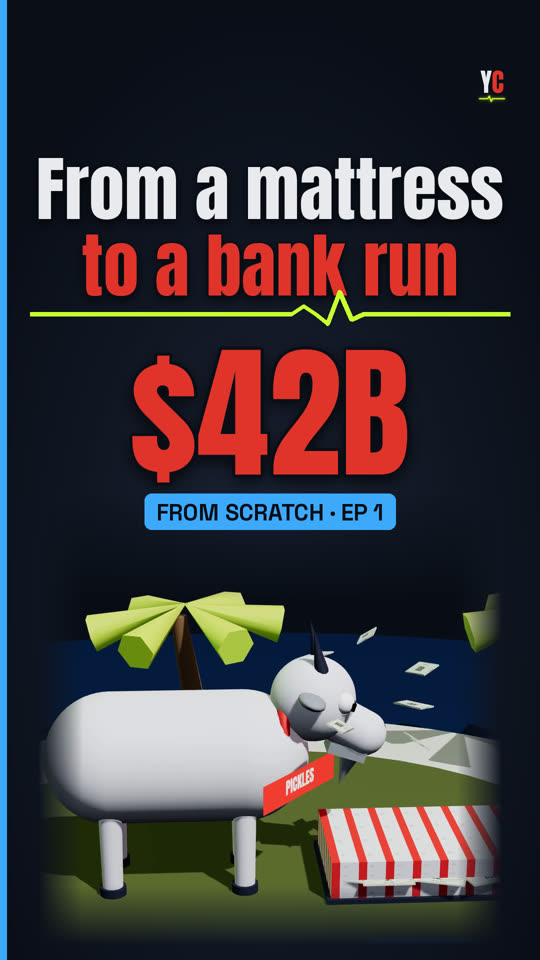 YC
From a mattress
to a bank run
$42B
FROM SCRATCH • EP 1
PICKLES